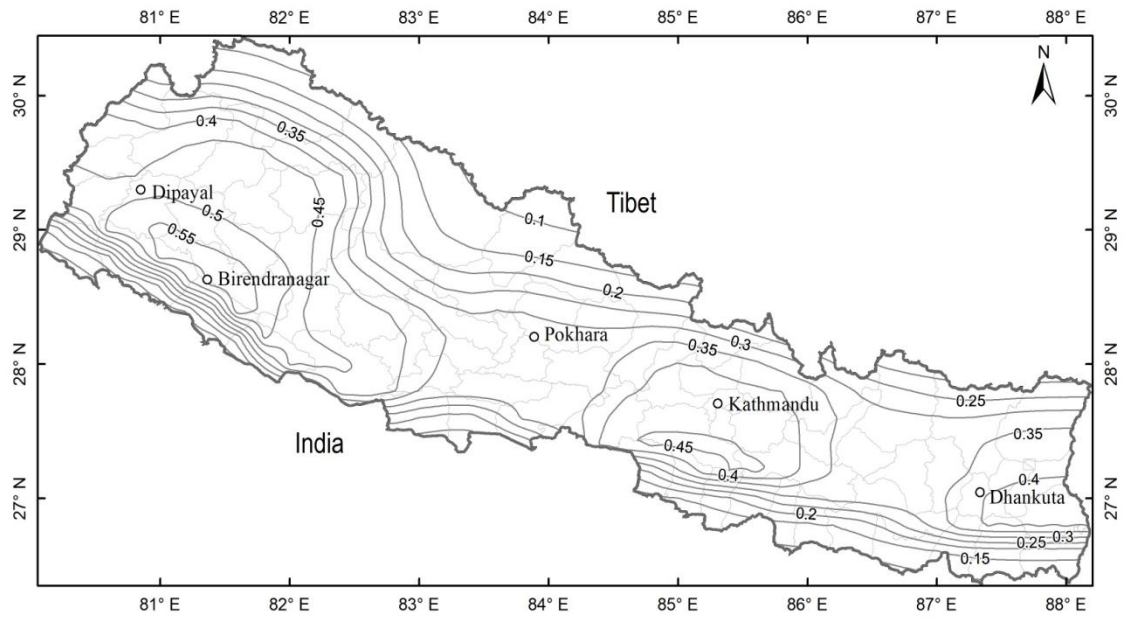 81° E 82° E 83° E 84° E 85° E 86° E 87° E 88° E
N
30° N 30° N
0.4 0.35
Tibet
Dipayal
0.5 0.45 0.1
29° N 29° N
0.55 0.15
Birendranagar
0.2
Pokhara 0.3
0.35
28° N 28° N
Kathmandu 0.25
India
0.45 0.35
0.4 0.4
27° N 27° N
Dhankuta
0.2
0.25 0.3
0.15
81° E 82° E 83° E 84° E 85° E 86° E 87° E 88° E